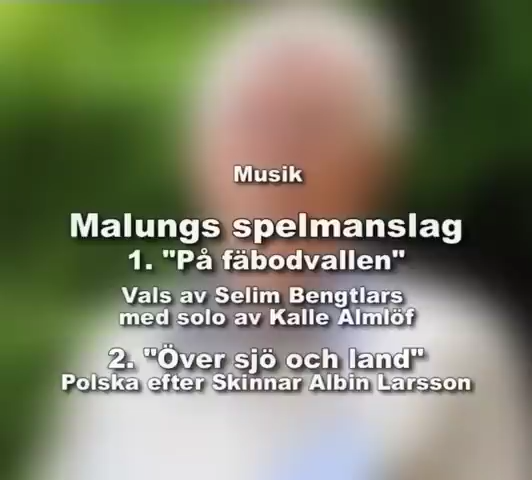 Musik
Malungs spelmanslag
1. "På fäbodvallen"
Vals av Selim Bengtlars
med solo av Kalle Almlöf
2. "Över sjö och land"
Polska efter Skinnar Albin Larsson